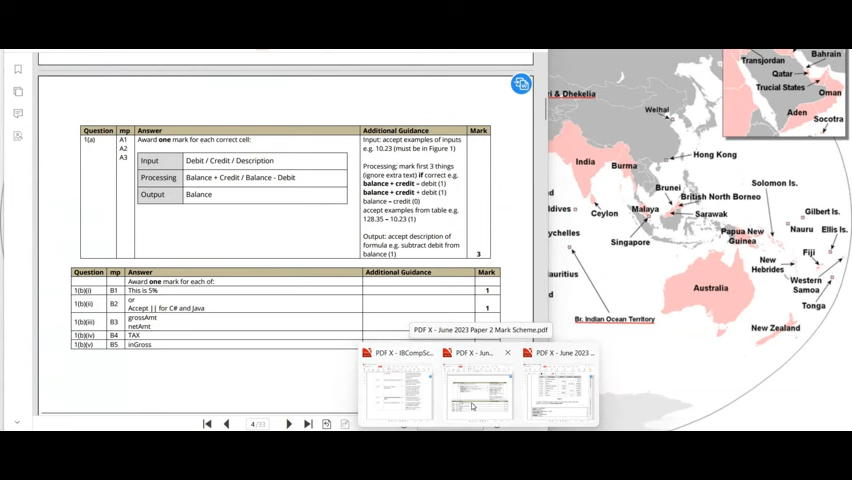 Question mp Answer Additional Guidance Mark
1(a) A1 Award one mark for each correct cell: Input: accept examples of inputs
A2 e.g. 10.23 (must be in Figure 1)
A3
Input Debit / Credit / Description
Processing; mark first 3 things
Processing Balance + Credit / Balance - Debit (ignore extra text) if correct e.g.
balance + credit – debit (1)
Output Balance balance + credit + debit (1)
balance – credit (0)
accept examples from table e.g.
128.35 – 10.23 (1)
Output: accept description of
formula e.g. subtract debit from
balance (1) 3
Question mp Answer Additional Guidance Mark
Award one mark for each of:
1(b)(i) B1 This is 5% 1
1(b)(ii) B2 or
Accept || for C# and Java 1
1(b)(iii) B3 grossAmt
netAmt
1(b)(iv) B4 TAX
1(b)(v) B5 inGross
PDF X - June 2023 Paper 2 Mark Scheme.pdf
PDF X - IBCompSc...
PDF X - Jun...
PDF X - June 2023 ...
4 /33
Transjordan
Bahrain
Qatar
Trucial States
Oman
Aden
Socotra
ri & Dhekelia
Weihai
Hong Kong
India
Burma
Brunei
British North Borneo
Solomon Is.
ldives
Ceylon
Malaya
Sarawak
Gilbert Is.
Nauru
Ellis Is.
ychelles
Singapore
Papua New
Guinea
Fiji
New
Hebrides
Western
Samoa
auritius
Australia
Tonga
Br. Indian Ocean Territory
New Zealand